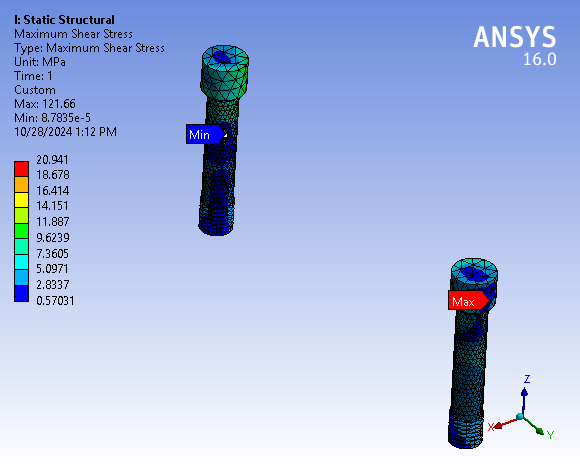 I: Static Structural
Maximum Shear Stress
Type: Maximum Shear Stress
Unit: MPa
Time: 1
Custom
Max: 121.66
Min: 8.7835e-5
10/28/2024 1:12 PM
20.941
18.678
16.414
14.151
11.887
9.6239
7.3605
5.0971
2.8337
0.57031
ANSYS
16.0
Min
Max
Z
X
Y